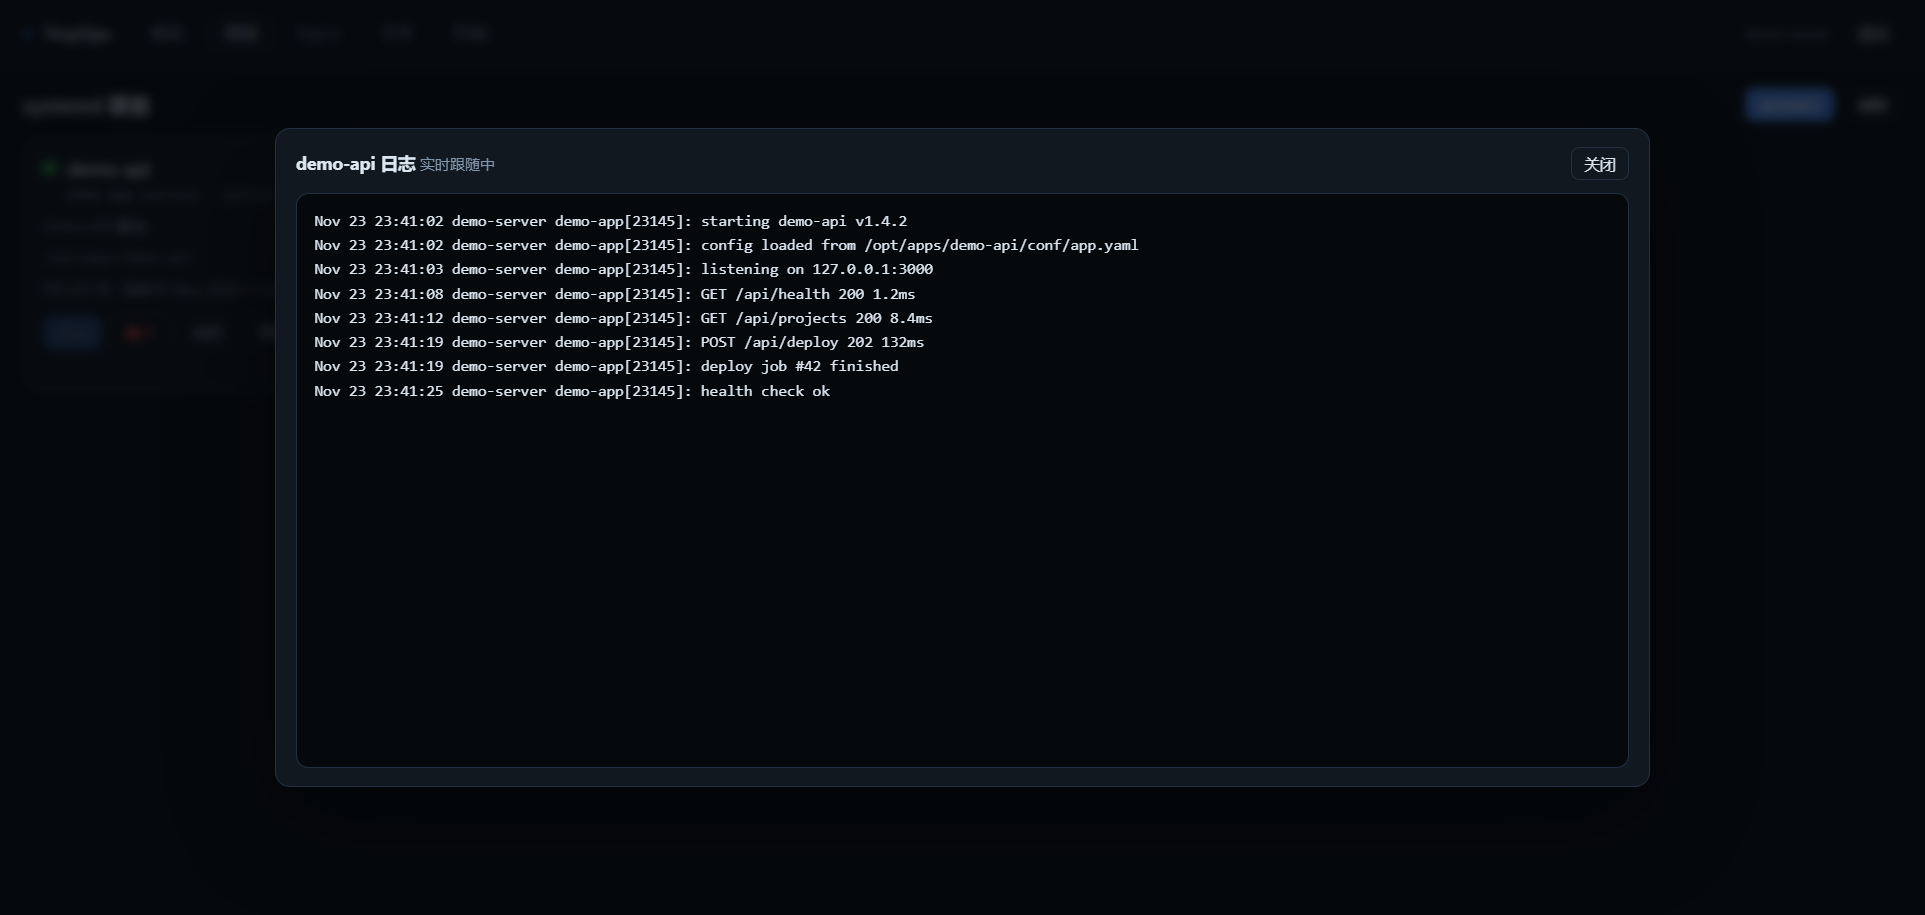 demo-api 日志 实时跟随中
关闭
Nov 23 23:41:02 demo-server demo-app[23145]: starting demo-api v1.4.2
Nov 23 23:41:02 demo-server demo-app[23145]: config loaded from /opt/apps/demo-api/conf/app.yaml
Nov 23 23:41:03 demo-server demo-app[23145]: listening on 127.0.0.1:3000
Nov 23 23:41:08 demo-server demo-app[23145]: GET /api/health 200 1.2ms
Nov 23 23:41:12 demo-server demo-app[23145]: GET /api/projects 200 8.4ms
Nov 23 23:41:19 demo-server demo-app[23145]: POST /api/deploy 202 132ms
Nov 23 23:41:19 demo-server demo-app[23145]: deploy job #42 finished
Nov 23 23:41:25 demo-server demo-app[23145]: health check ok